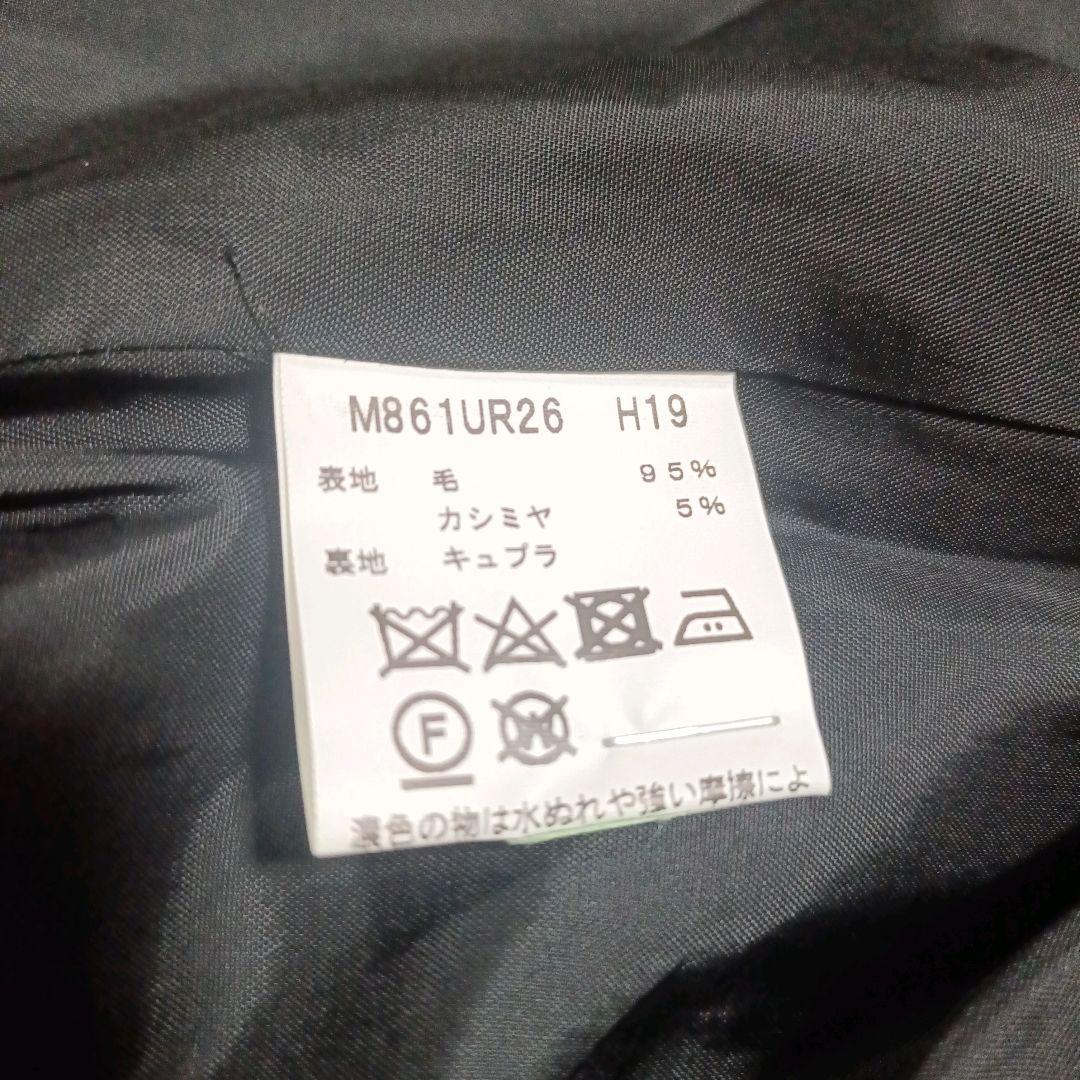 M861UR26 H19
表地 毛 95%
カシミヤ 5%
裏地 キュプラ
F
W
濃色の物は水ぬれや強い摩擦によ